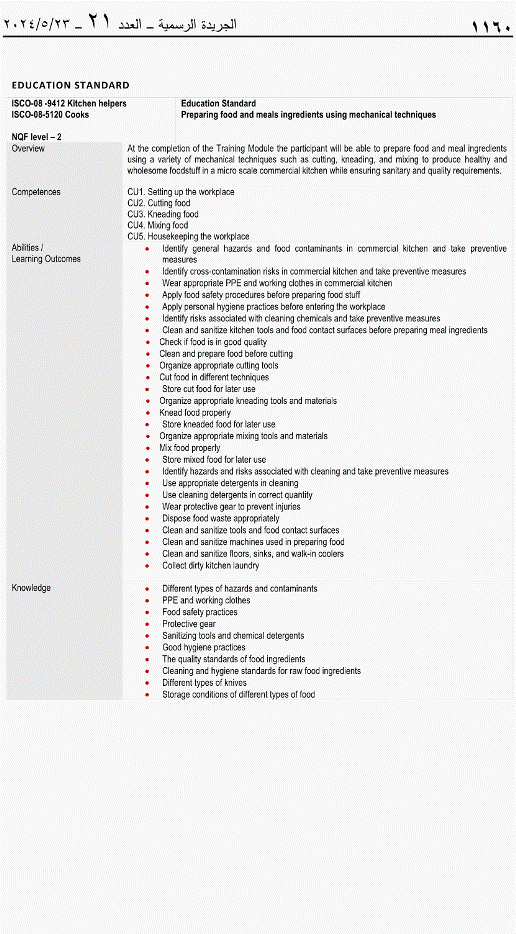 ١١٦٠ الجريدة الرسمية – العدد ٢١ – ٢٠٢٤/٥/٢٣
EDUCATION STANDARD
ISCO-08 -9412 Kitchen helpers
ISCO-08-5120 Cooks
NQF level – 2
Education Standard
Preparing food and meals ingredients using mechanical techniques
Overview
At the completion of the Training Module the participant will be able to prepare food and meal ingredients
using a variety of mechanical techniques such as cutting, kneading, and mixing to produce healthy and
wholesome foodstuff in a micro scale commercial kitchen while ensuring sanitary and quality requirements.
Competences
CU1. Setting up the workplace
CU2. Cutting food
CU3. Kneading food
CU4. Mixing food
CU5. Housekeeping the workplace
Abilities /
Learning Outcomes
• Identify general hazards and food contaminants in commercial kitchen and take preventive
measures
• Identify cross-contamination risks in commercial kitchen and take preventive measures
• Wear appropriate PPE and working clothes in commercial kitchen
• Apply food safety procedures before preparing food stuff
• Apply personal hygiene practices before entering the workplace
• Identify risks associated with cleaning chemicals and take preventive measures
• Clean and sanitize kitchen tools and food contact surfaces before preparing meal ingredients
• Check if food is in good quality
• Clean and prepare food before cutting
• Organize appropriate cutting tools
• Cut food in different techniques
• Store cut food for later use
• Organize appropriate kneading tools and materials
• Knead food properly
• Store kneaded food for later use
• Organize appropriate mixing tools and materials
• Mix food properly
• Store mixed food for later use
• Identify hazards and risks associated with cleaning and take preventive measures
• Use appropriate detergents in cleaning
• Use cleaning detergents in correct quantity
• Wear protective gear to prevent injuries
• Dispose food waste appropriately
• Clean and sanitize tools and food contact surfaces
• Clean and sanitize machines used in preparing food
• Clean and sanitize floors, sinks, and walk-in coolers
• Collect dirty kitchen laundry
Knowledge
• Different types of hazards and contaminants
• PPE and working clothes
• Food safety practices
• Protective gear
• Sanitizing tools and chemical detergents
• Good hygiene practices
• The quality standards of food ingredients
• Cleaning and hygiene standards for raw food ingredients
• Different types of knives
• Storage conditions of different types of food